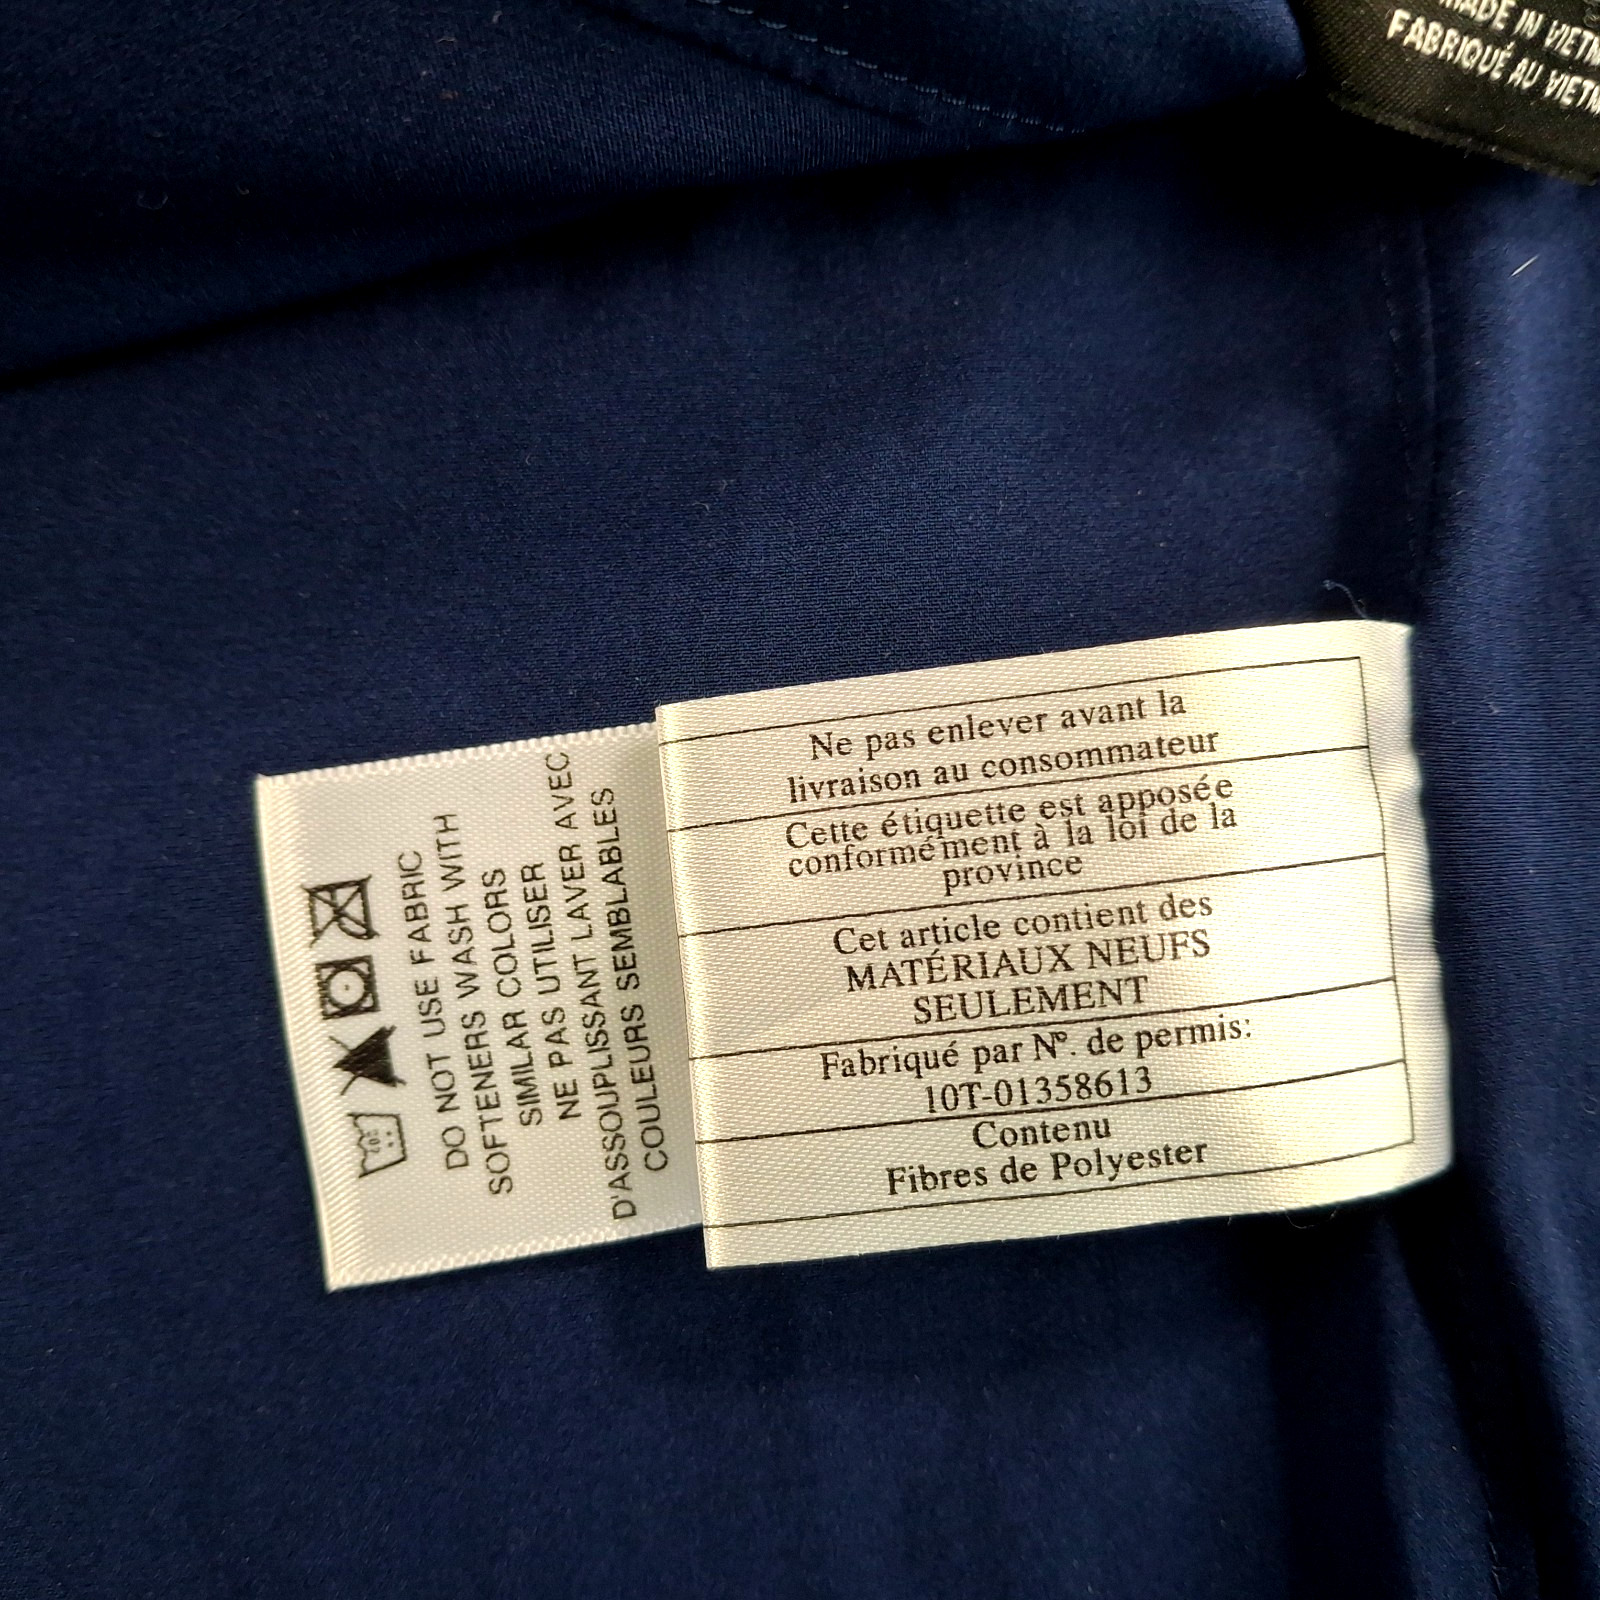 MADE IN
FABRIQUÉ AU
Ne pas enlever avant la
livraison au consommateur
Cette étiquette est apposée
conformément à la loi de la
province
Cet article contient des
MATÉRIAUX NEUFS
SEULEMENT
Fabriqué par Nº. de permis:
10T-01358613
Contenu
Fibres de Polyester
DO NOT USE FABRIC
SOFTENERS WASH WITH
SIMILAR COLORS
NE PAS UTILISER
NE PAS LAVER AVEC
D'ASSOUPLISSANT
COULEURS SEMBLABLES